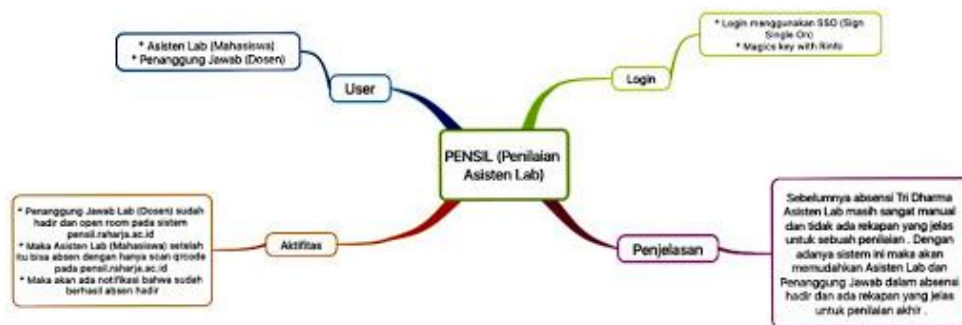 * Asisten Lab (Mahasiswa)
* Penanggung Jawab (Dosen)
User
* Login menggunakan SSO (Sign
Single On)
* Magics key with Rinfo
Login
PENSIL (Penilaian
Asisten Lab)
* Penanggung Jawab Lab (Dosen) sudah
hadir dan open room pada sistem
pensil.raharja.ac.id
* Maka Asisten Lab (Mahasiswa) setelah
itu bisa absen dengan hanya scan qrcode
pada pensil.raharja.ac.id
* Maka akan ada notifikasi bahwa sudah
berhasil absen hadir
Aktifitas
Penjelasan
Sebelumnya absensi Tri Dharma
Asisten Lab masih sangat manual
dan tidak ada rekapan yang jelas
untuk sebuah penilaian . Dengan
adanya sistem ini maka akan
memudahkan Asisten Lab dan
Penanggung Jawab dalam absensi
hadir dan ada rekapan yang jelas
untuk penilaian akhir .